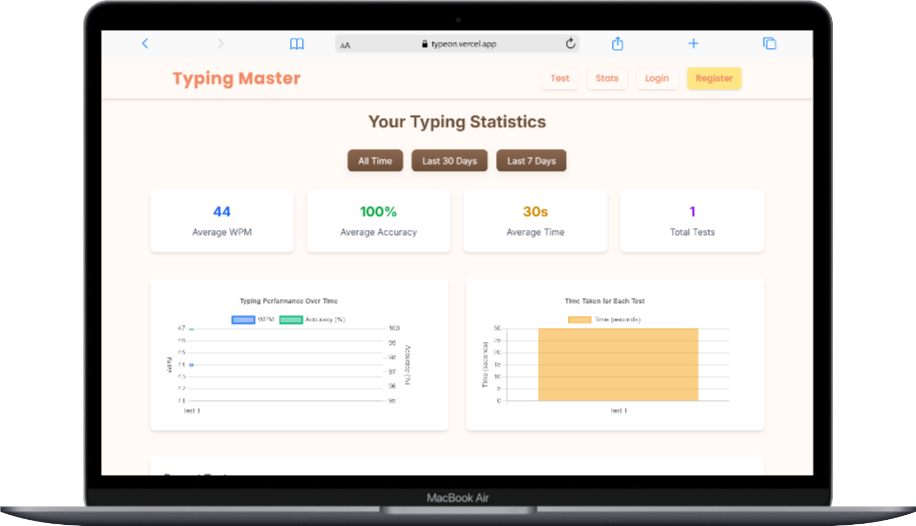 AA typeon.vercel.app
Typing Master Test Stats Login Register
Your Typing Statistics
All Time Last 30 Days Last 7 Days
44 100% 30s 1
Average WPM Average Accuracy Average Time Total Tests
Typing Performance Over Time
WPM Accuracy (%)
47 100
46 99
45 98
44 97
43 96
42 95
41
WPM
Accuracy (%)
Test 1
Time Taken for Each Test
Time (seconds)
30
25
20
15
10
5
0
Time (seconds)
Test 1
MacBook Air